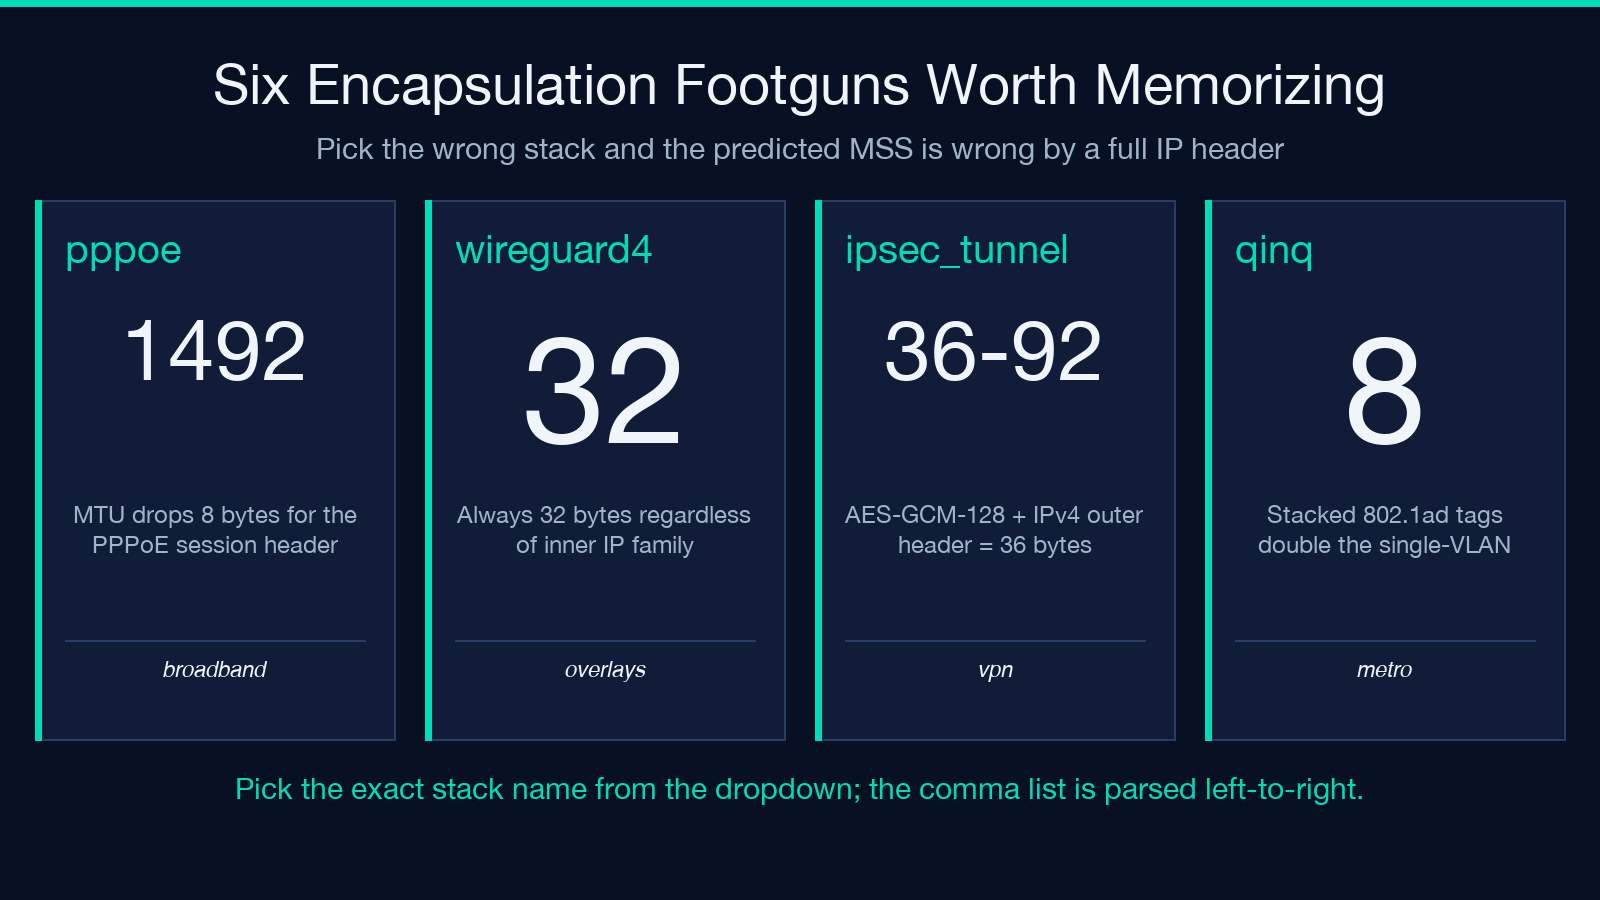 Six Encapsulation Footguns Worth Memorizing
Pick the wrong stack and the predicted MSS is wrong by a full IP header
pppoe
1492
MTU drops 8 bytes for the
PPPoE session header
broadband
wireguard4
32
Always 32 bytes regardless
of inner IP family
overlays
ipsec_tunnel
36-92
AES-GCM-128 + IPv4 outer
header = 36 bytes
vpn
qinq
8
Stacked 802.1ad tags
double the single-VLAN
metro
Pick the exact stack name from the dropdown; the comma list is parsed left-to-right.